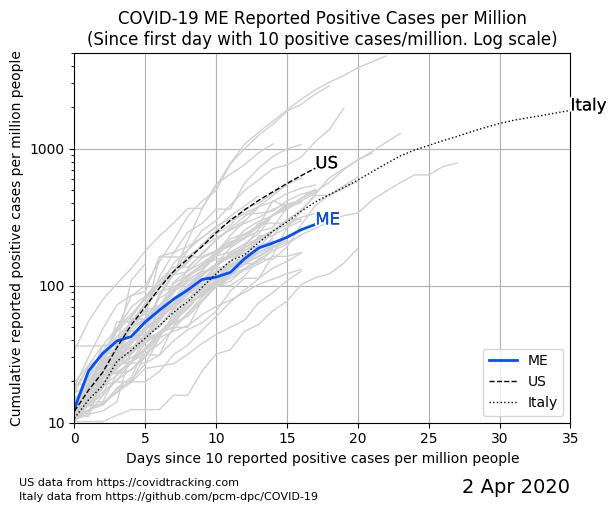 COVID-19 ME Reported Positive Cases per Million
(Since first day with 10 positive cases/million. Log scale)
Cumulative reported positive cases per million people
1000
100
10
Italy
US
ME
ME
US
Italy
0 5 10 15 20 25 30 35
Days since 10 reported positive cases per million people
US data from https://covidtracking.com
Italy data from https://github.com/pcm-dpc/COVID-19
2 Apr 2020